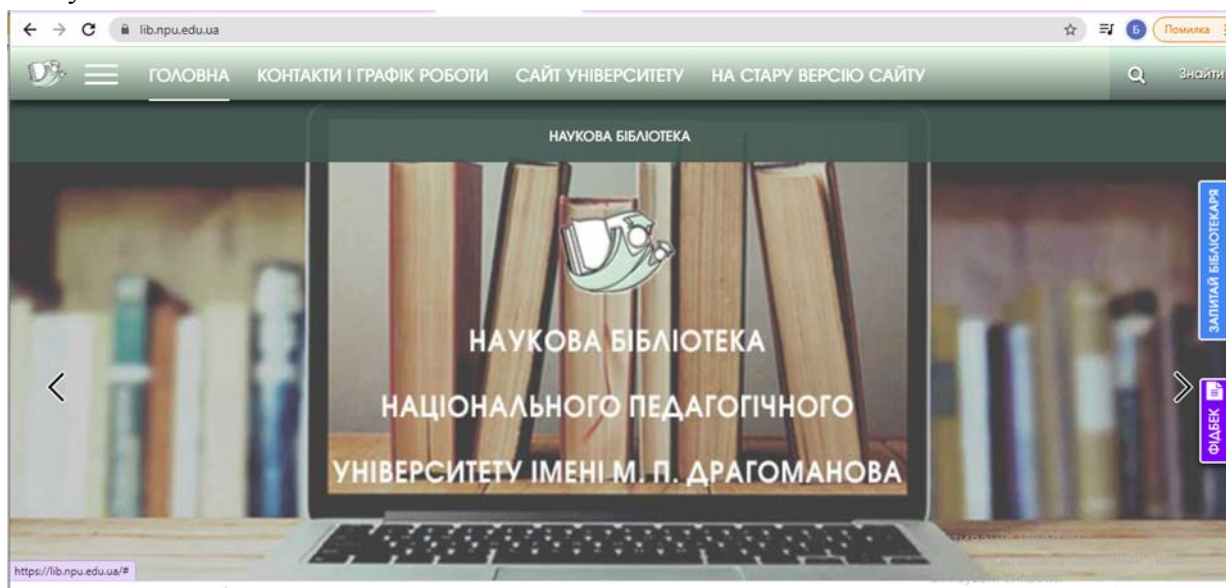 lib.npu.edu.ua
Б
Помилка
ГОЛОВНА КОНТАКТИ І ГРАФІК РОБОТИ САЙТ УНІВЕРСИТЕТУ НА СТАРУ ВЕРСІЮ САЙТУ
Знайти
НАУКОВА БІБЛІОТЕКА
НАУКОВА БІБЛІОТЕКА
НАЦІОНАЛЬНОГО ПЕДАГОГІЧНОГО
УНІВЕРСИТЕТУ ІМЕНІ М. П. ДРАГОМАНОВА
ЗАПИТАЙ БІБЛІОТЕКАРЯ
ФІДБЕК
https://lib.npu.edu.ua/#